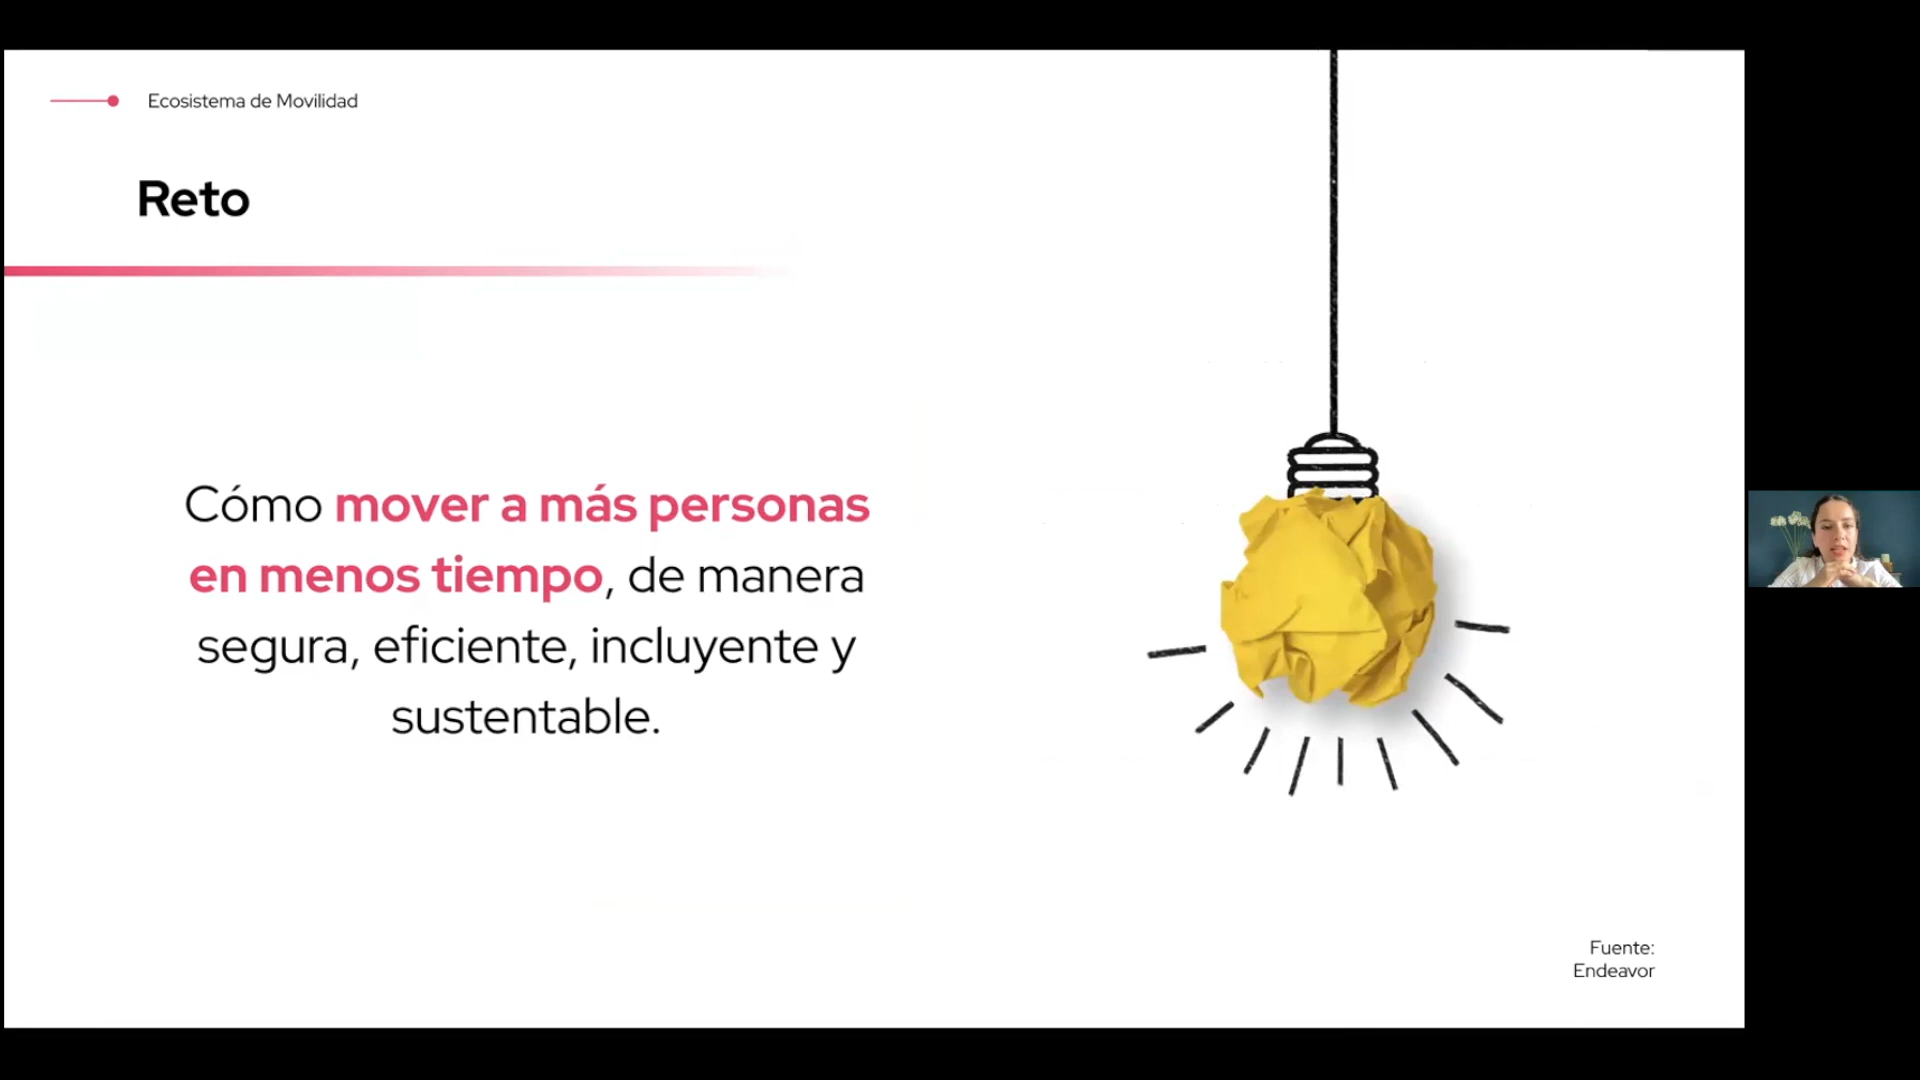 Ecosistema de Movilidad
Reto
Cómo mover a más personas
en menos tiempo, de manera
segura, eficiente, incluyente y
sustentable.
Fuente:
Endeavor